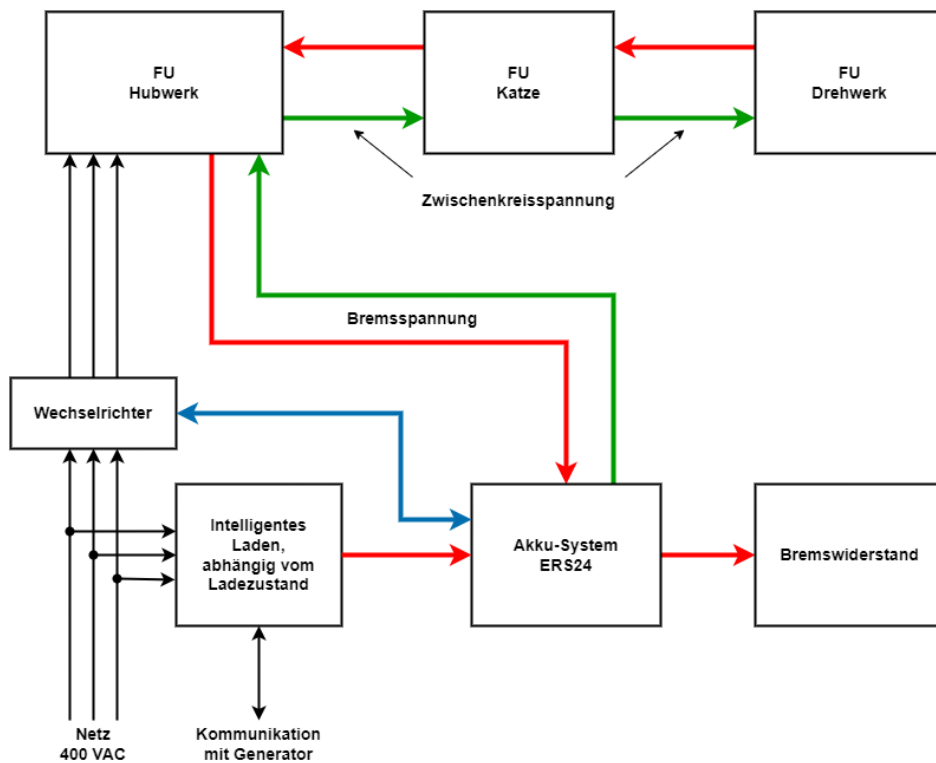 FU
Hubwerk
FU
Katze
FU
Drehwerk
Zwischenkreisspannung
Bremsspannung
Wechselrichter
Intelligentes
Laden,
abhängig vom
Ladezustand
Akku-System
ERS24
Bremswiderstand
Netz
400 VAC
Kommunikation
mit Generator